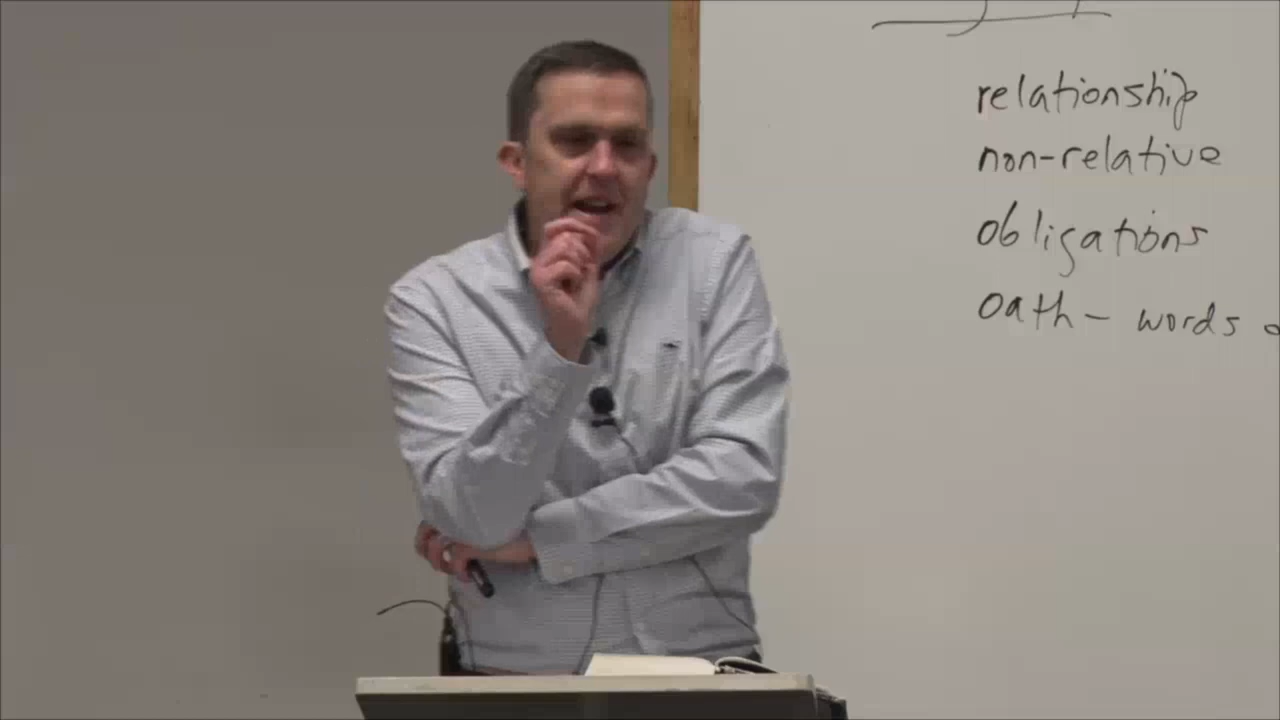 relationship
non-relative
obligations
oath - words